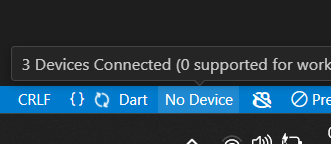 3 Devices Connected (0 supported for work
CRLF {} Dart No Device Pre